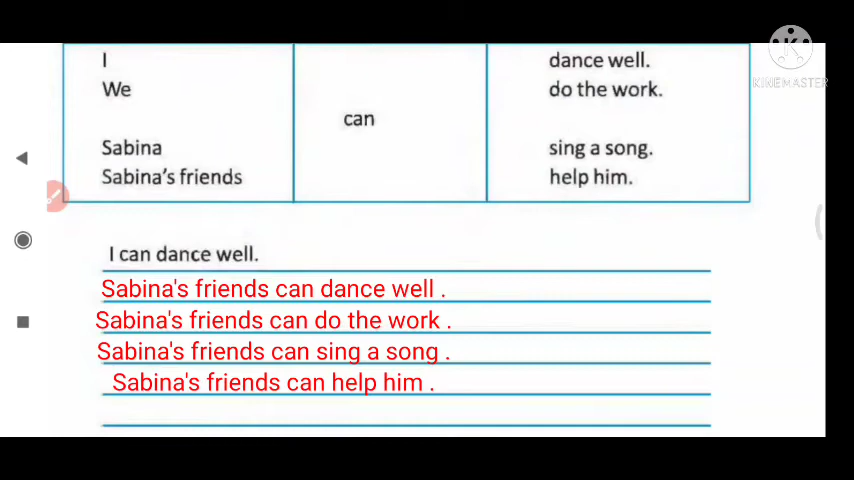 I dance well.
We do the work.
can
Sabina sing a song.
Sabina's friends help him.
KINEMASTER
I can dance well.
Sabina's friends can dance well .
Sabina's friends can do the work .
Sabina's friends can sing a song .
Sabina's friends can help him .